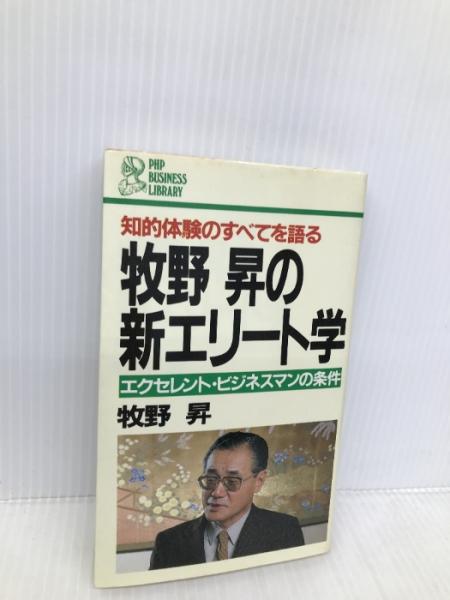 PHP
BUSINESS
LIBRARY
知的体験のすべてを語る
牧野 昇の
新エリート学
エクセレント・ビジネスマンの条件
牧野 昇